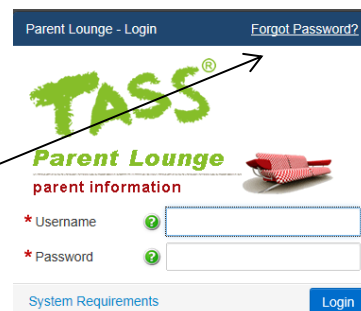 Parent Lounge - Login Forgot Password?
TASS®
Parent Lounge
parent information
* Username ?
* Password ?
System Requirements Login